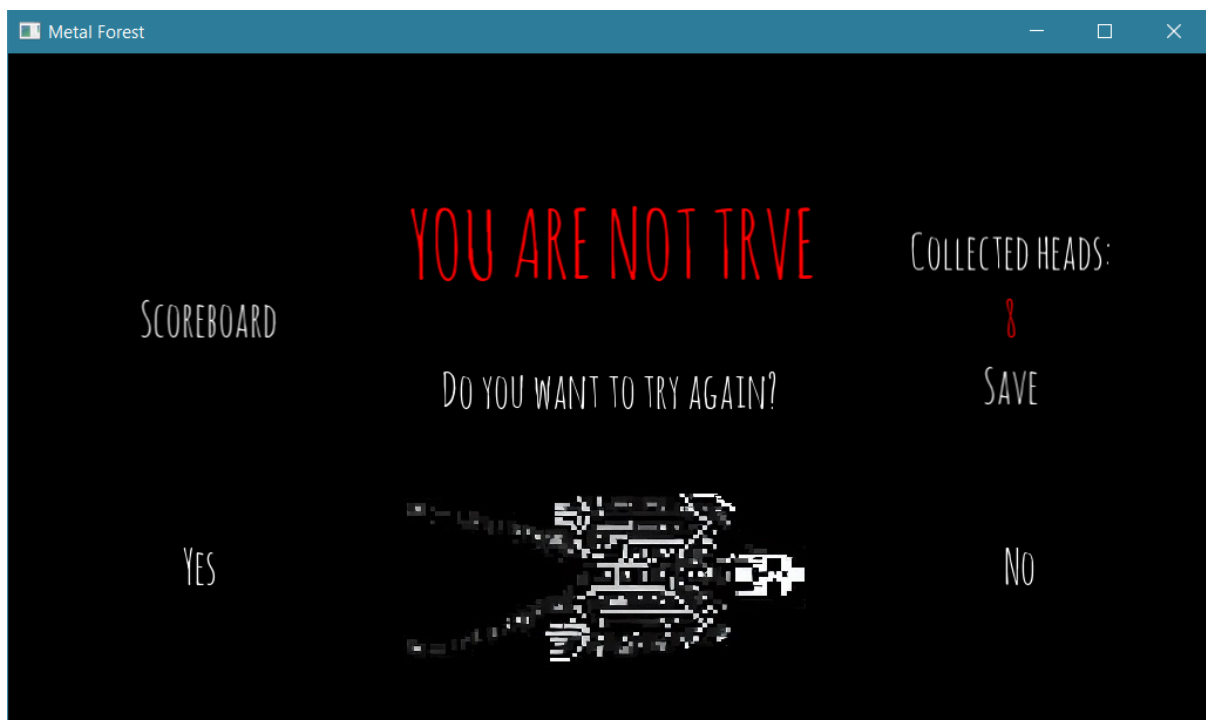 Metal Forest
YOU ARE NOT TRVE
Collected heads:
8
Scoreboard
Do you want to try again?
Save
Yes
No